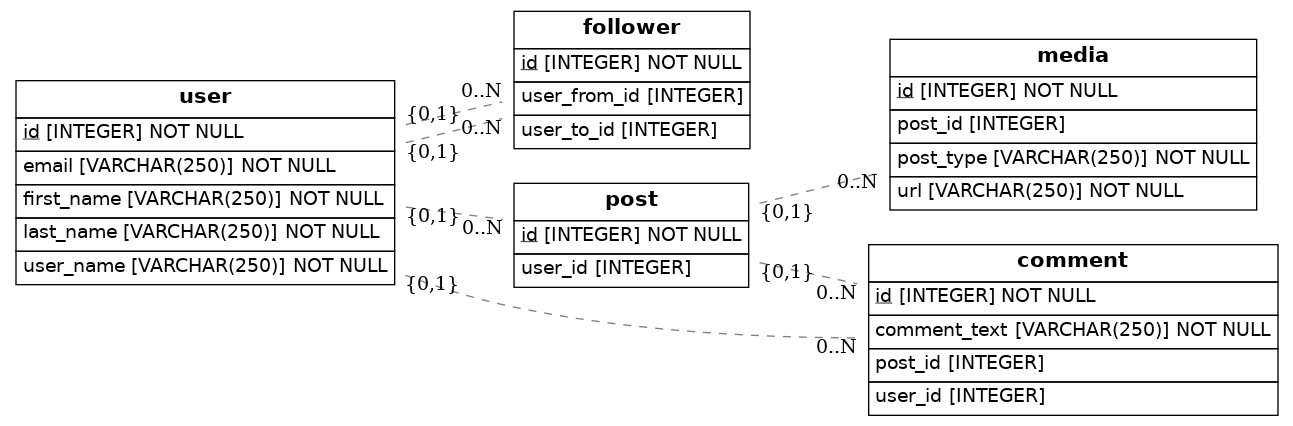 user
id [INTEGER] NOT NULL
email [VARCHAR(250)] NOT NULL
first_name [VARCHAR(250)] NOT NULL
last_name [VARCHAR(250)] NOT NULL
user_name [VARCHAR(250)] NOT NULL
{0,1}
0..N
{0,1}
0..N
{0,1}
0..N
{0,1}
0..N
follower
id [INTEGER] NOT NULL
user_from_id [INTEGER]
user_to_id [INTEGER]
post
id [INTEGER] NOT NULL
user_id [INTEGER]
{0,1}
0..N
{0,1}
0..N
media
id [INTEGER] NOT NULL
post_id [INTEGER]
post_type [VARCHAR(250)] NOT NULL
url [VARCHAR(250)] NOT NULL
comment
id [INTEGER] NOT NULL
comment_text [VARCHAR(250)] NOT NULL
post_id [INTEGER]
user_id [INTEGER]